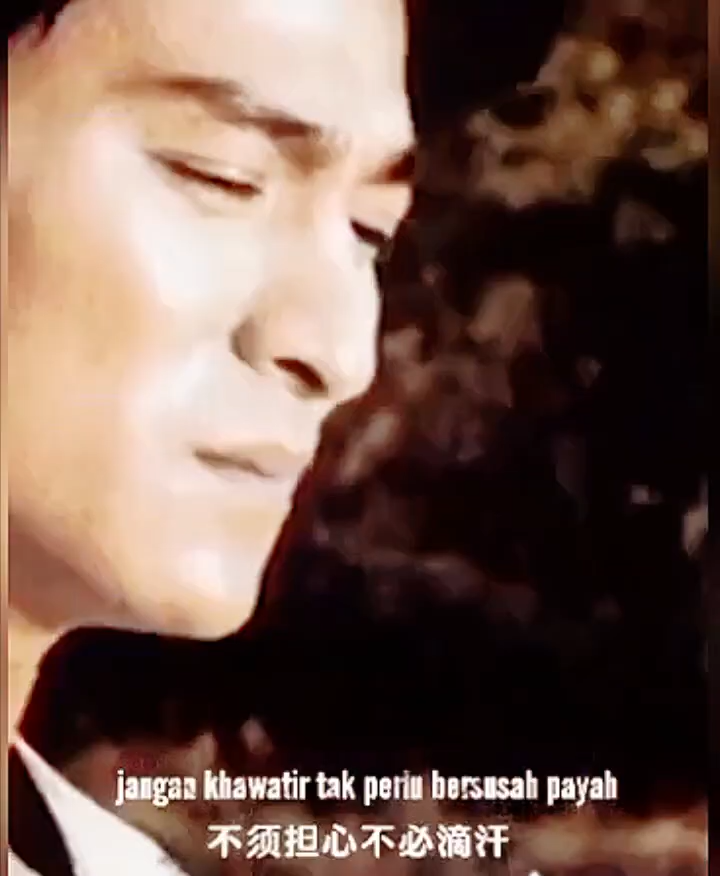 jangan khawatir tak perlu bersusah payah
不须担心不必滴汗